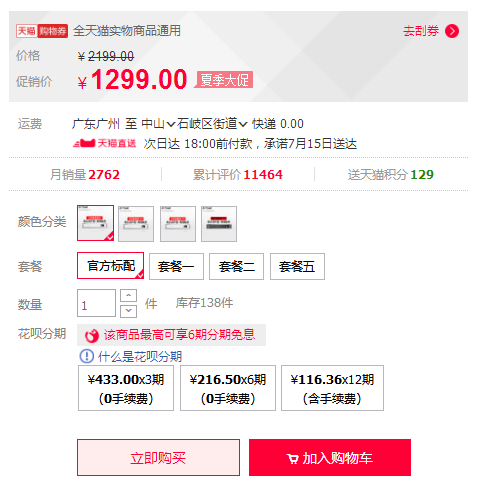 天猫 购物券 全天猫实物商品通用 去刮券
价格 ¥2199.00
促销价 ¥1299.00 夏季大促
运费 广东广州 至 中山 石岐区街道 快递 0.00
天猫直送 次日达 18:00前付款，承诺7月15日送达
月销量 2762 累计评价 11464 送天猫积分 129
颜色分类
套餐 官方标配 套餐一 套餐二 套餐五
数量 1 件 库存138件
花呗分期 该商品最高可享6期分期免息
什么是花呗分期
¥433.00x3期 ¥216.50x6期 ¥116.36x12期
（0手续费） （0手续费） （含手续费）
立即购买 加入购物车